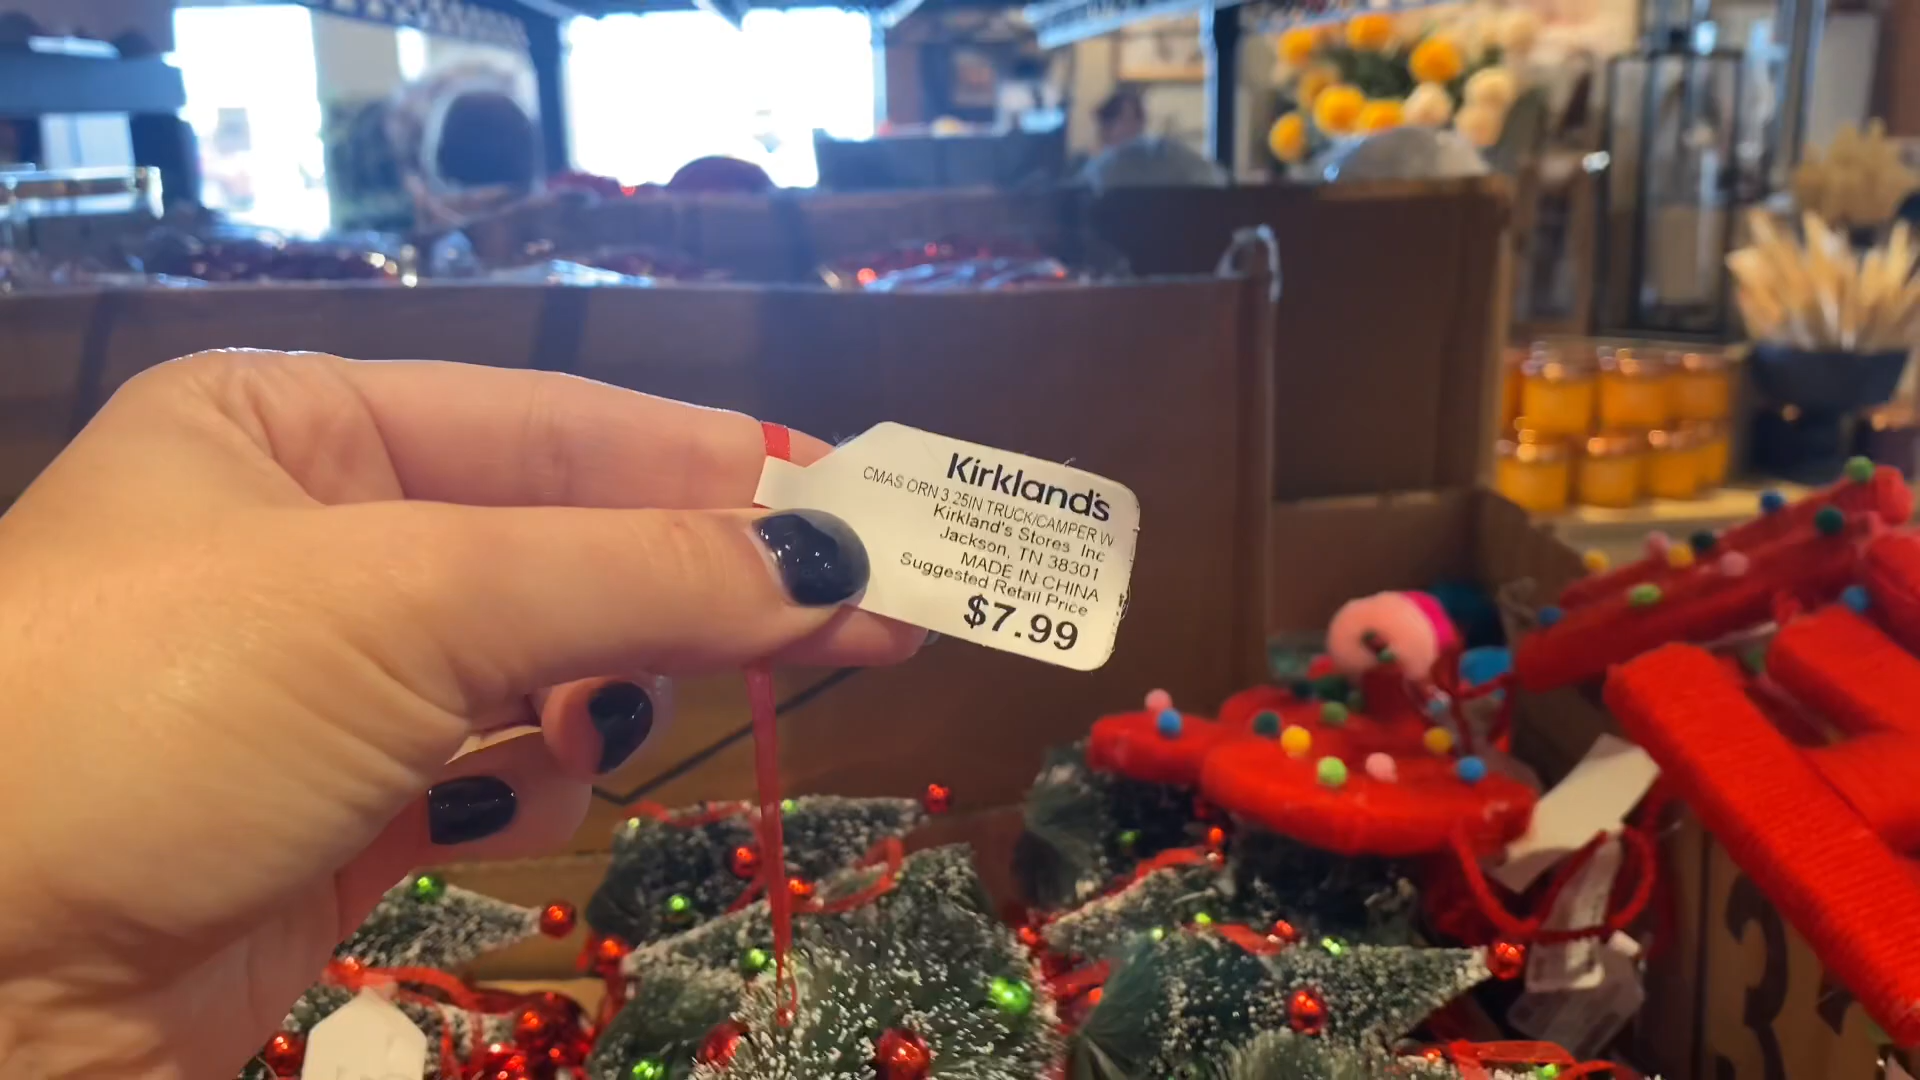 Kirkland's
CMAS ORN 3.25IN TRUCK/CAMPER W
Kirkland's Stores Inc
Jackson, TN 38301
MADE IN CHINA
Suggested Retail Price
$7.99